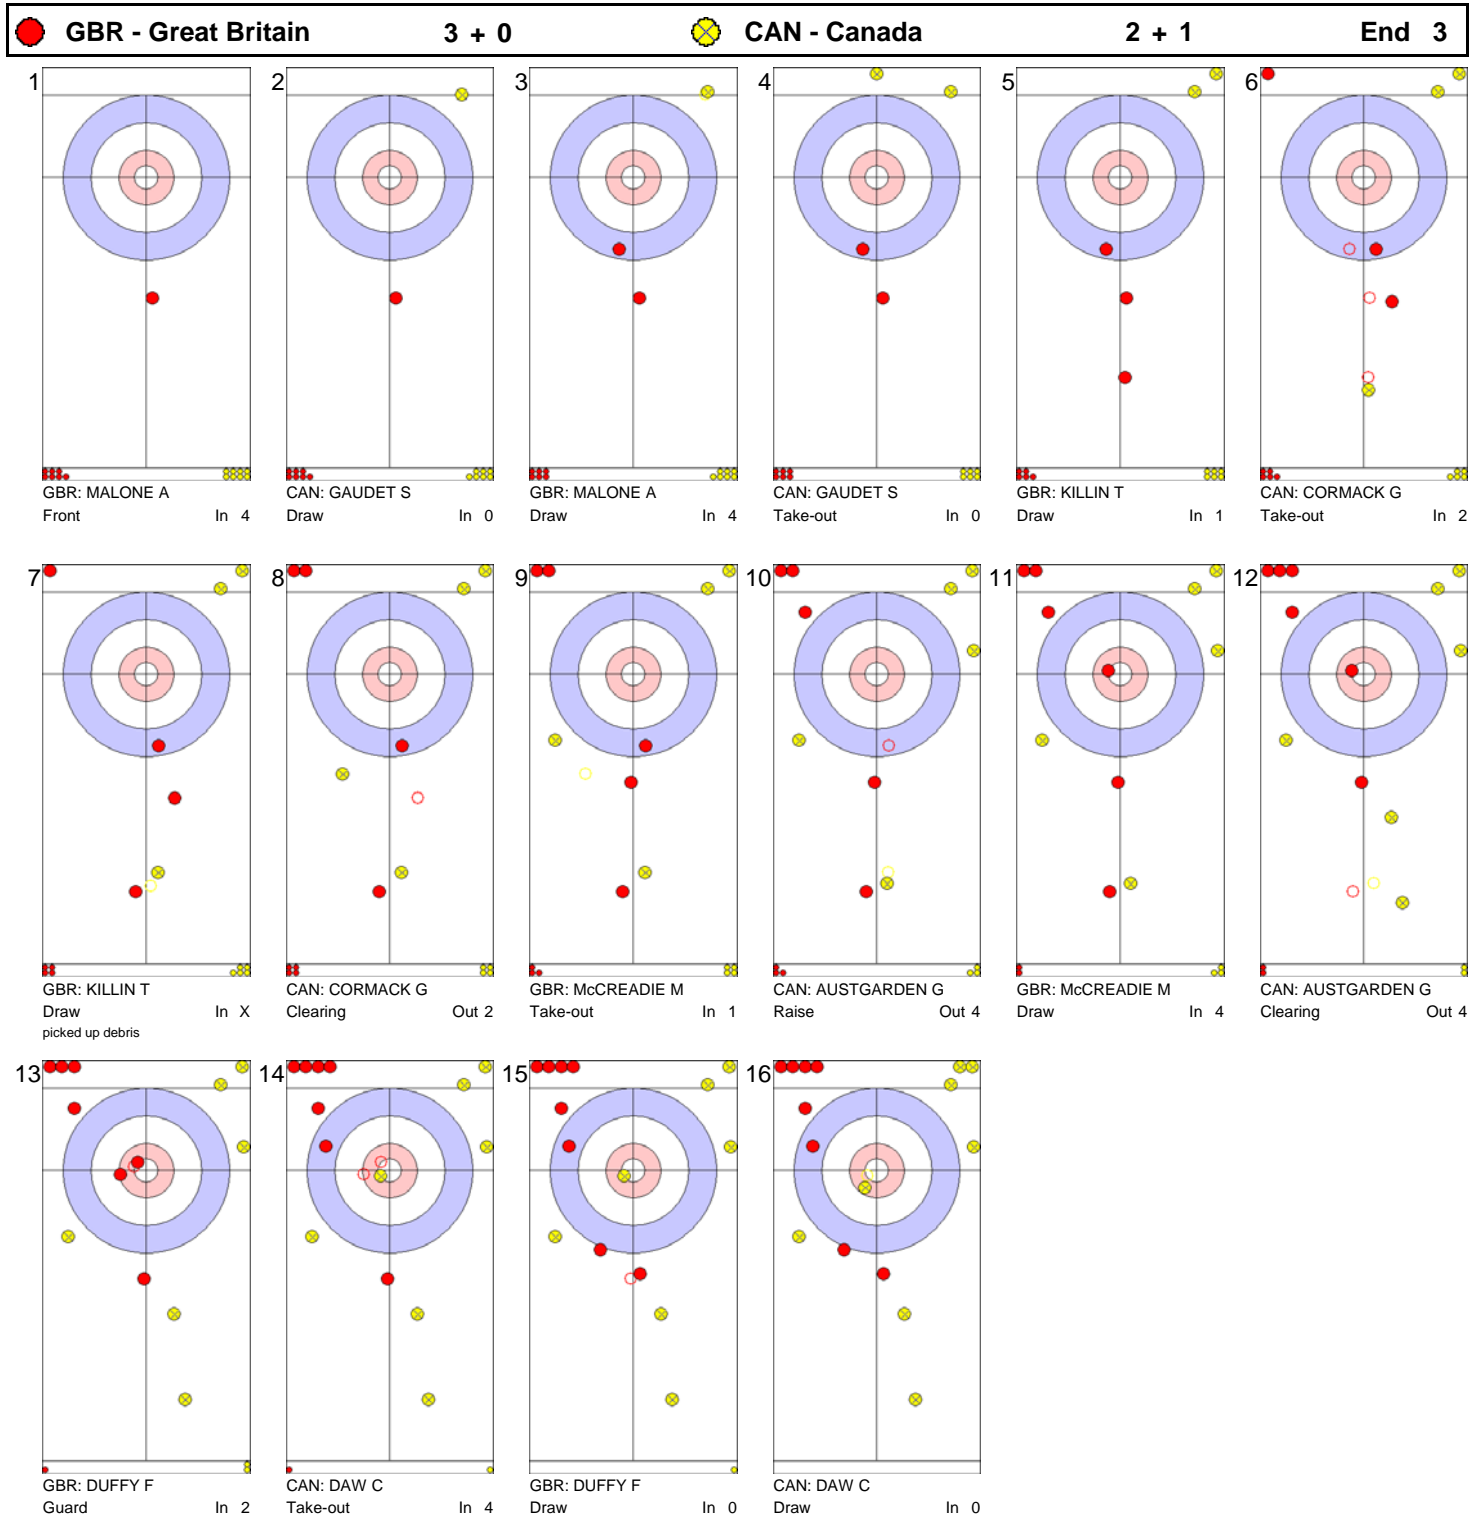 GBR - Great Britain 3 + 0 CAN - Canada 2 + 1 End 3
1 2 3 4 5 6
GBR: MALONE A CAN: GAUDET S GBR: MALONE A CAN: GAUDET S GBR: KILLIN T CAN: CORMACK G
Front In 4 Draw In 0 Draw In 4 Take-out In 0 Draw In 1 Take-out In 2
7 8 9 10 11 12
GBR: KILLIN T CAN: CORMACK G GBR: McCREADIE M CAN: AUSTGARDEN G GBR: McCREADIE M CAN: AUSTGARDEN G
Draw In X Clearing Out 2 Take-out In 1 Raise Out 4 Draw In 4 Clearing Out 4
picked up debris
13 14 15 16
GBR: DUFFY F CAN: DAW C GBR: DUFFY F CAN: DAW C
Guard In 2 Take-out In 4 Draw In 0 Draw In 0